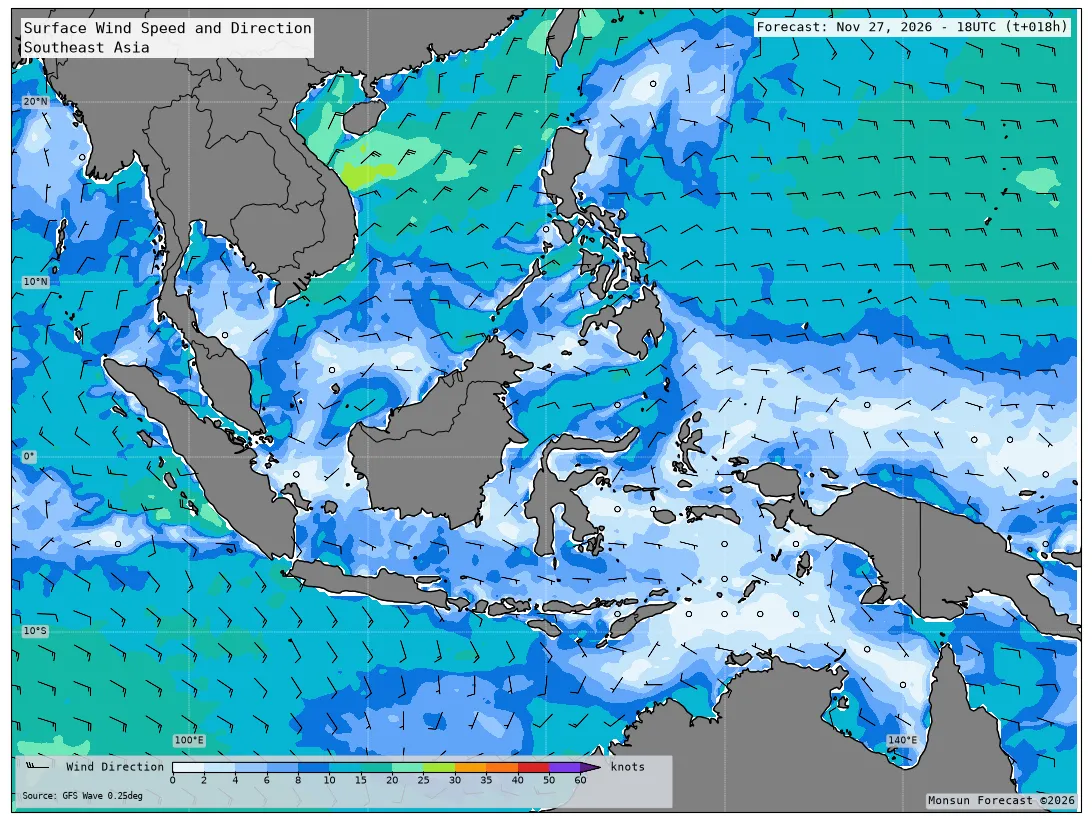 Surface Wind Speed and Direction
Southeast Asia
Forecast: Nov 27, 2026 - 18UTC (t+018h)
20°N
10°N
0°
10°S
100°E
140°E
Wind Direction
0 2 4 6 8 10 15 20 25 30 35 40 50 60
knots
Source: GFS Wave 0.25deg
Monsun Forecast ©2026